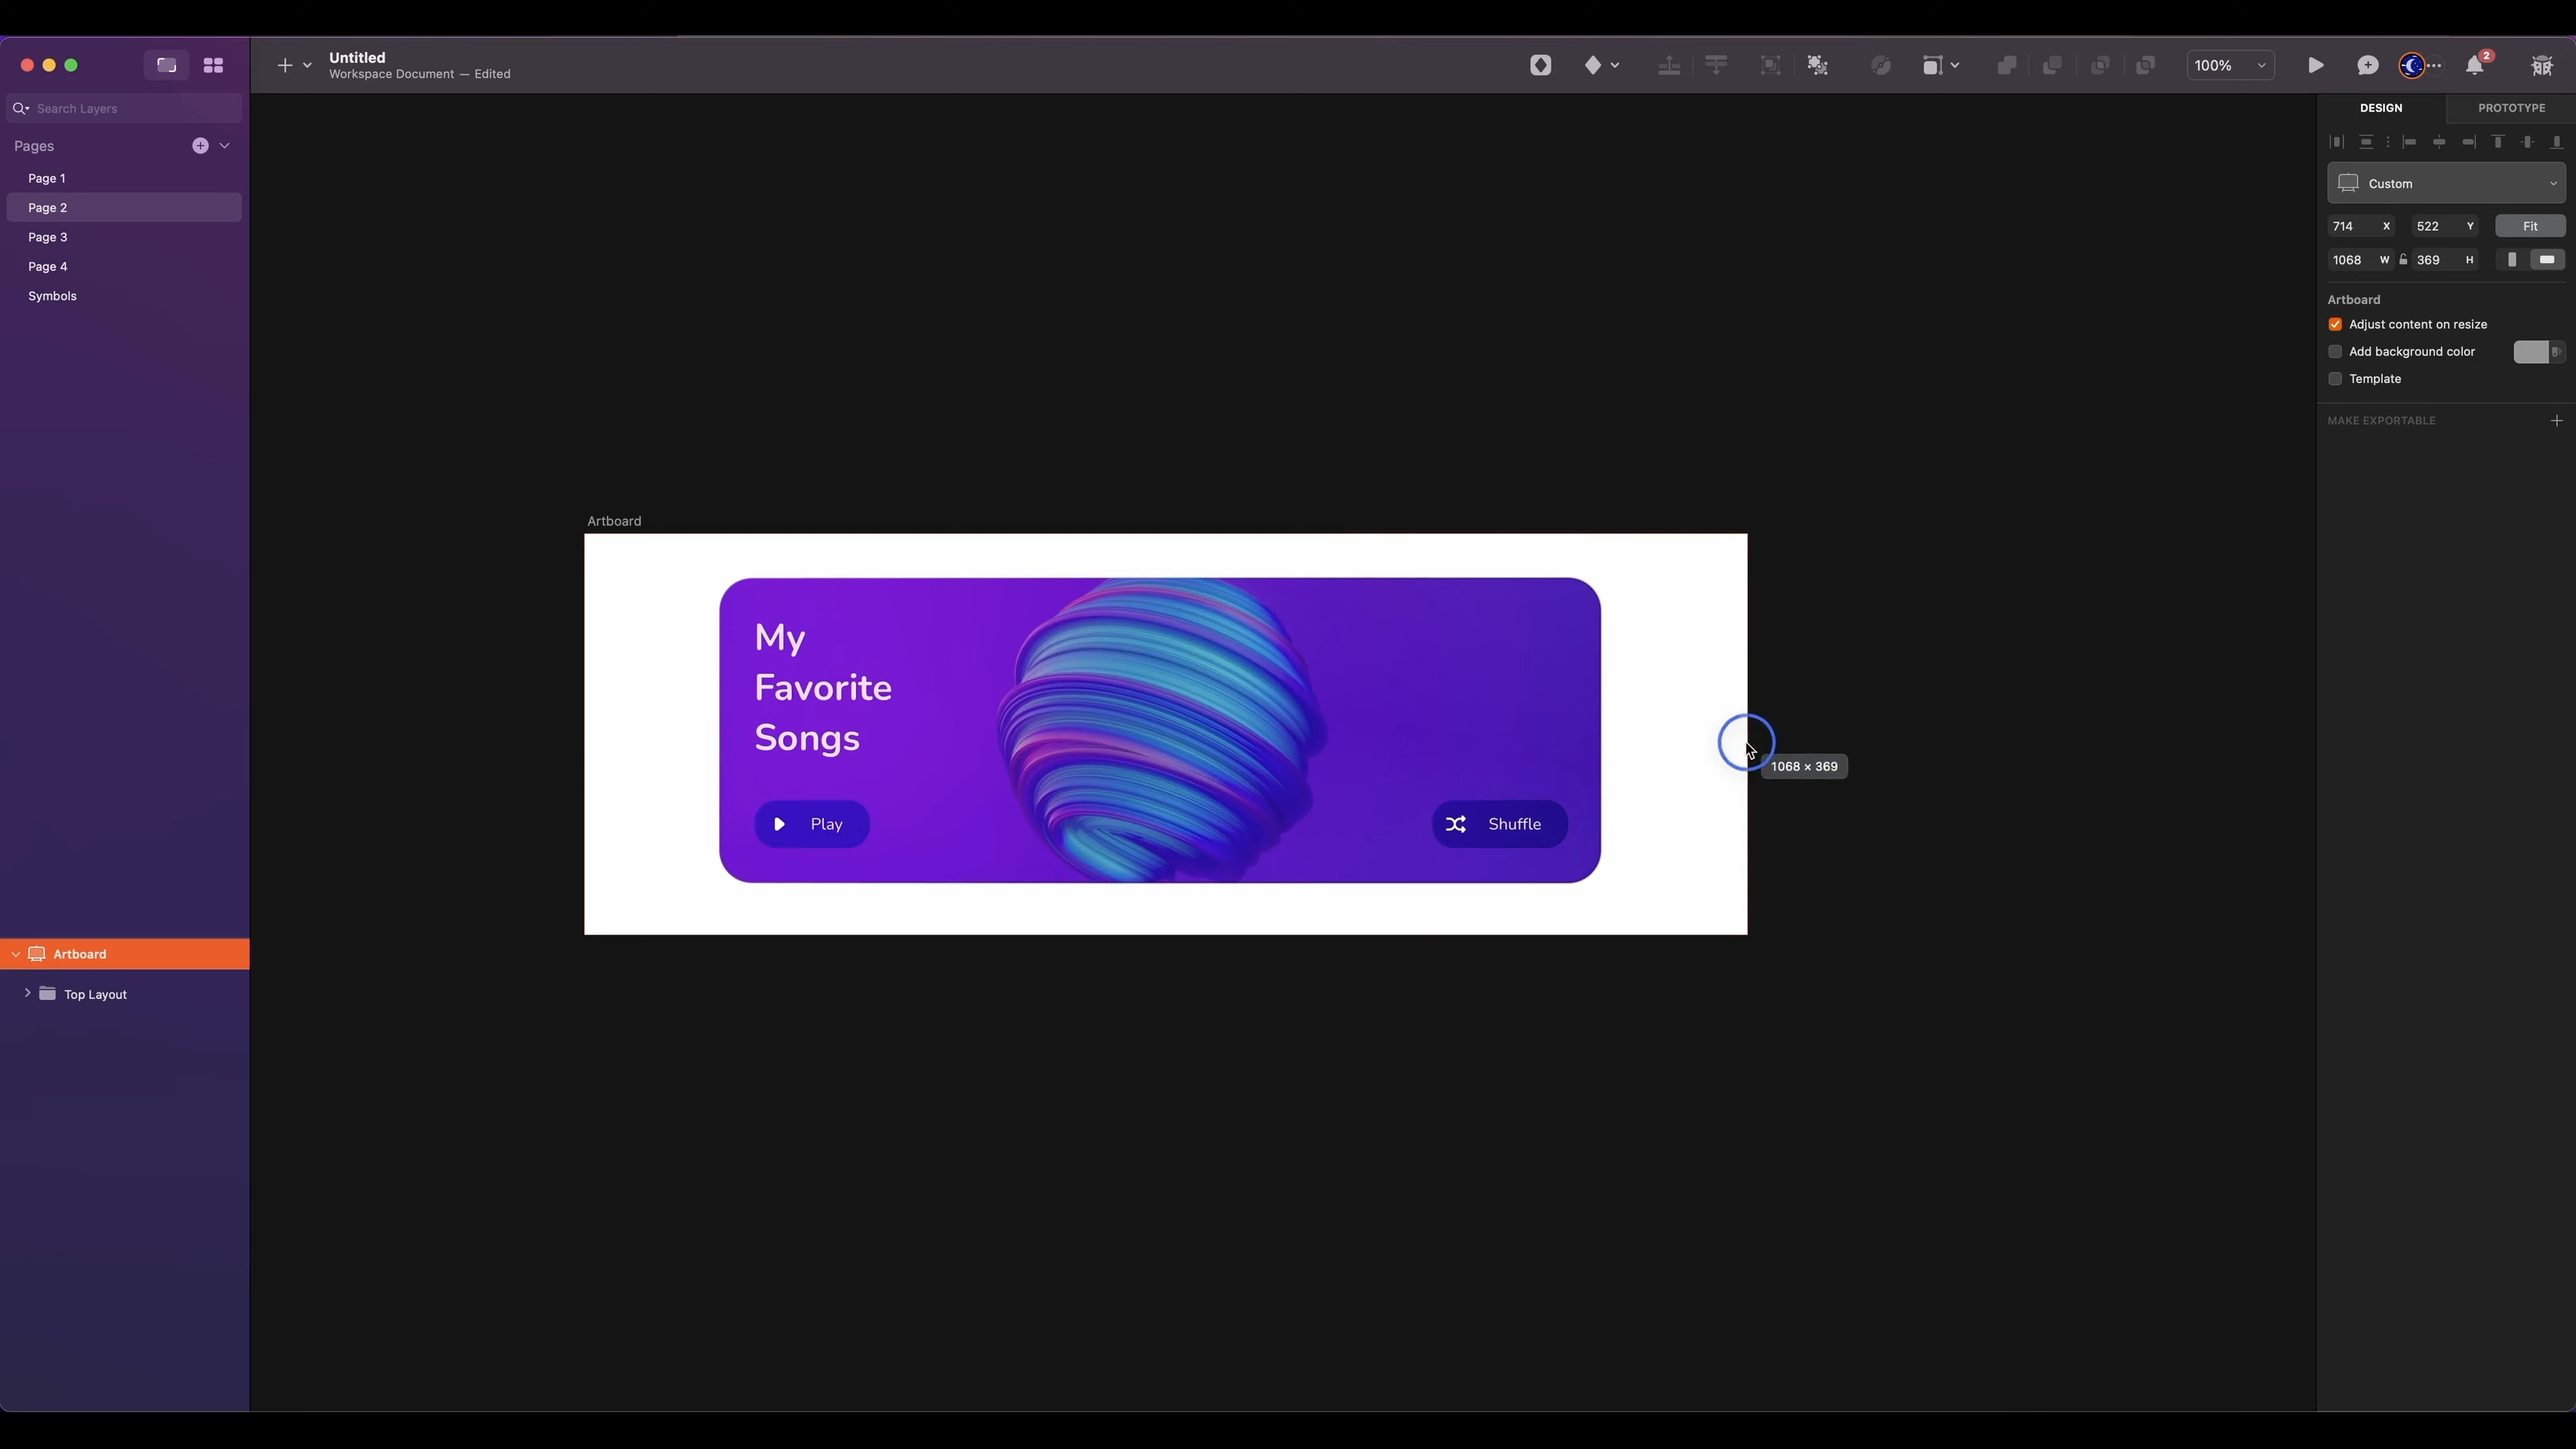 Untitled
Workspace Document — Edited
100%
2
Search Layers
Pages
Page 1
Page 2
Page 3
Page 4
Symbols
Artboard
Top Layout
Artboard
My
Favorite
Songs
Play
Shuffle
1068 × 369
DESIGN
PROTOTYPE
Custom
714 X 522 Y Fit
1068 W 369 H
Artboard
Adjust content on resize
Add background color
Template
MAKE EXPORTABLE